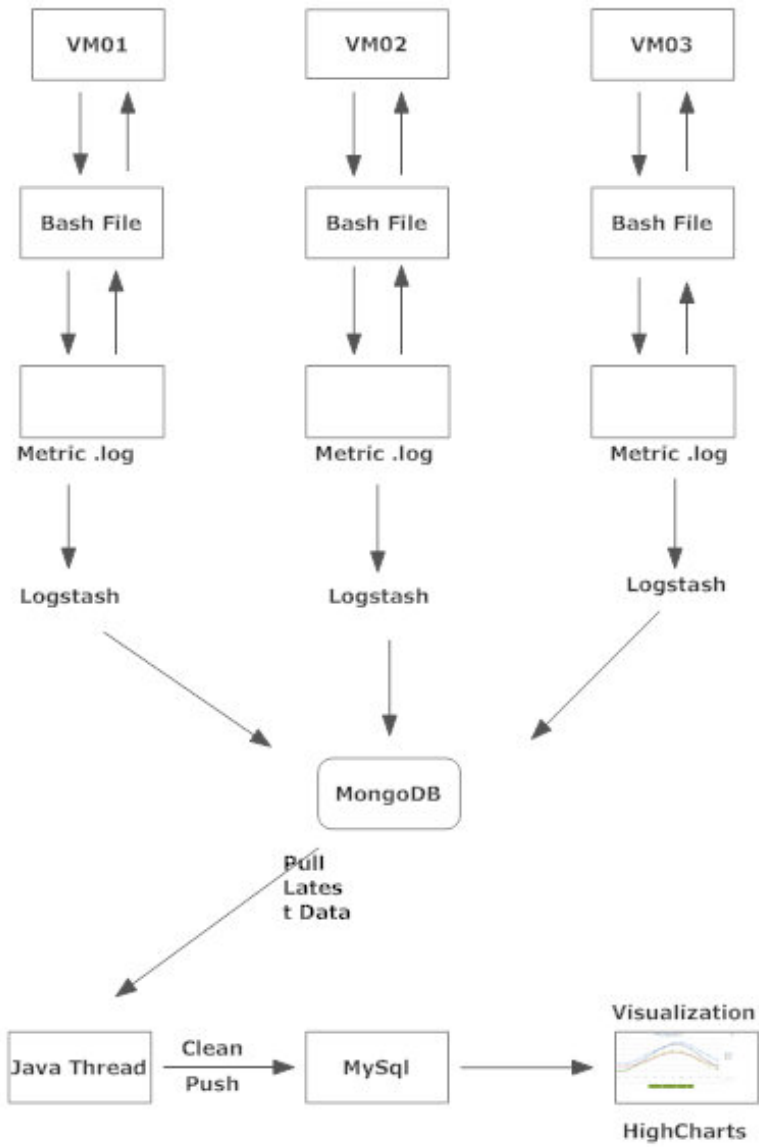 VM01
VM02
VM03
Bash File
Bash File
Bash File
Metric .log
Metric .log
Metric .log
Logstash
Logstash
Logstash
MongoDB
Pull
Lates
t Data
Java Thread
Clean
Push
MySql
Visualization
HighCharts